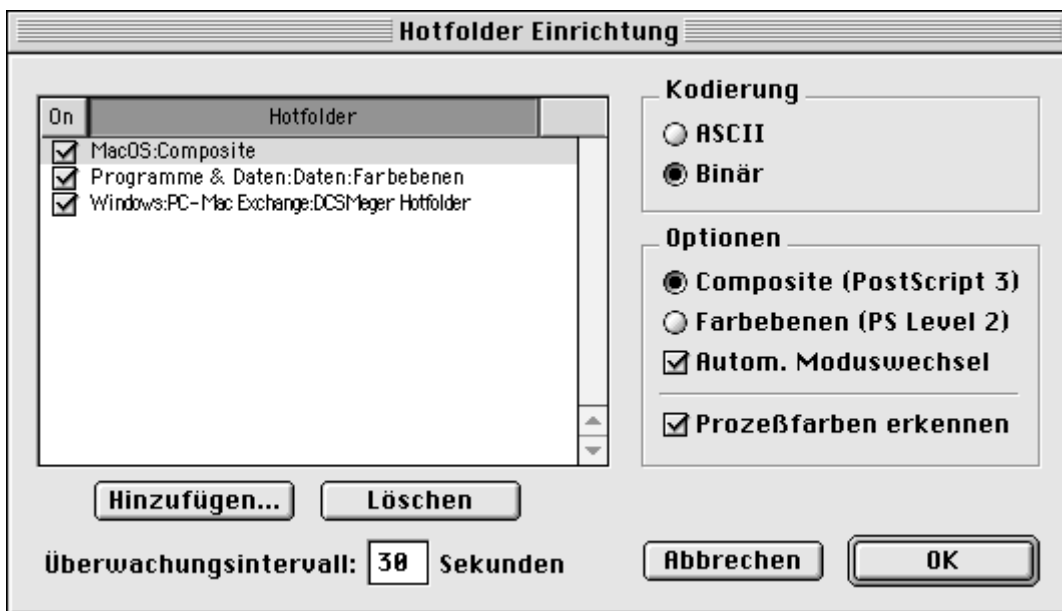 Hotfolder Einrichtung
On Hotfolder
MacOS:Composite
Programme & Daten:Daten:Farbebenen
Windows:PC-Mac Exchange:DCSMeger Hotfolder
Hinzufügen... Löschen
Überwachungsintervall: 30 Sekunden
Kodierung
ASCII
Binär
Optionen
Composite (PostScript 3)
Farbebenen (PS Level 2)
Autom. Moduswechsel
Prozeßfarben erkennen
Abbrechen OK